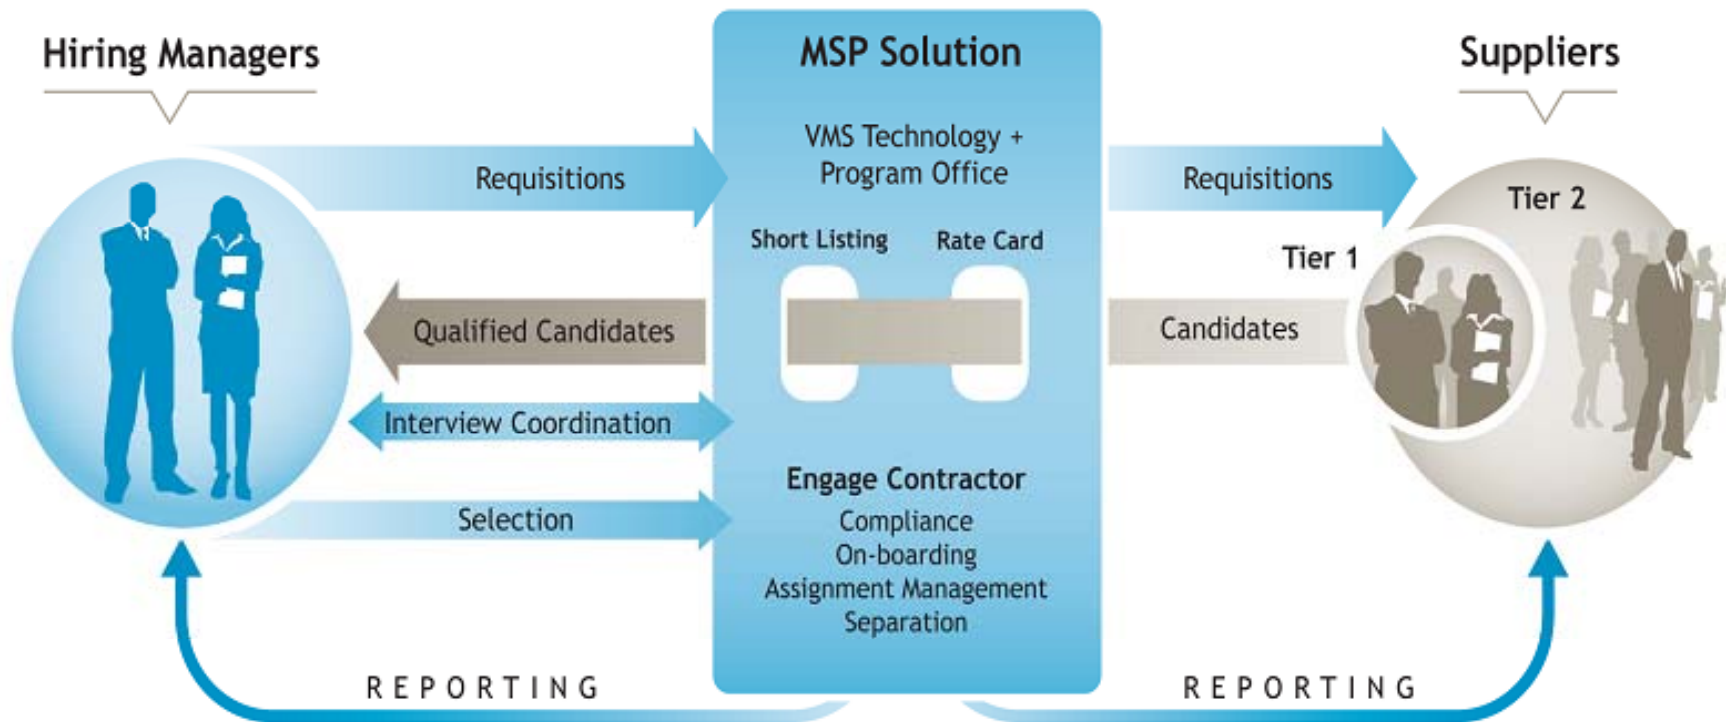 Hiring Managers
MSP Solution
Suppliers
VMS Technology +
Program Office
Requisitions
Requisitions
Tier 2
Short Listing
Rate Card
Tier 1
Qualified Candidates
Candidates
Interview Coordination
Engage Contractor
Selection
Compliance
On-boarding
Assignment Management
Separation
REPORTING
REPORTING